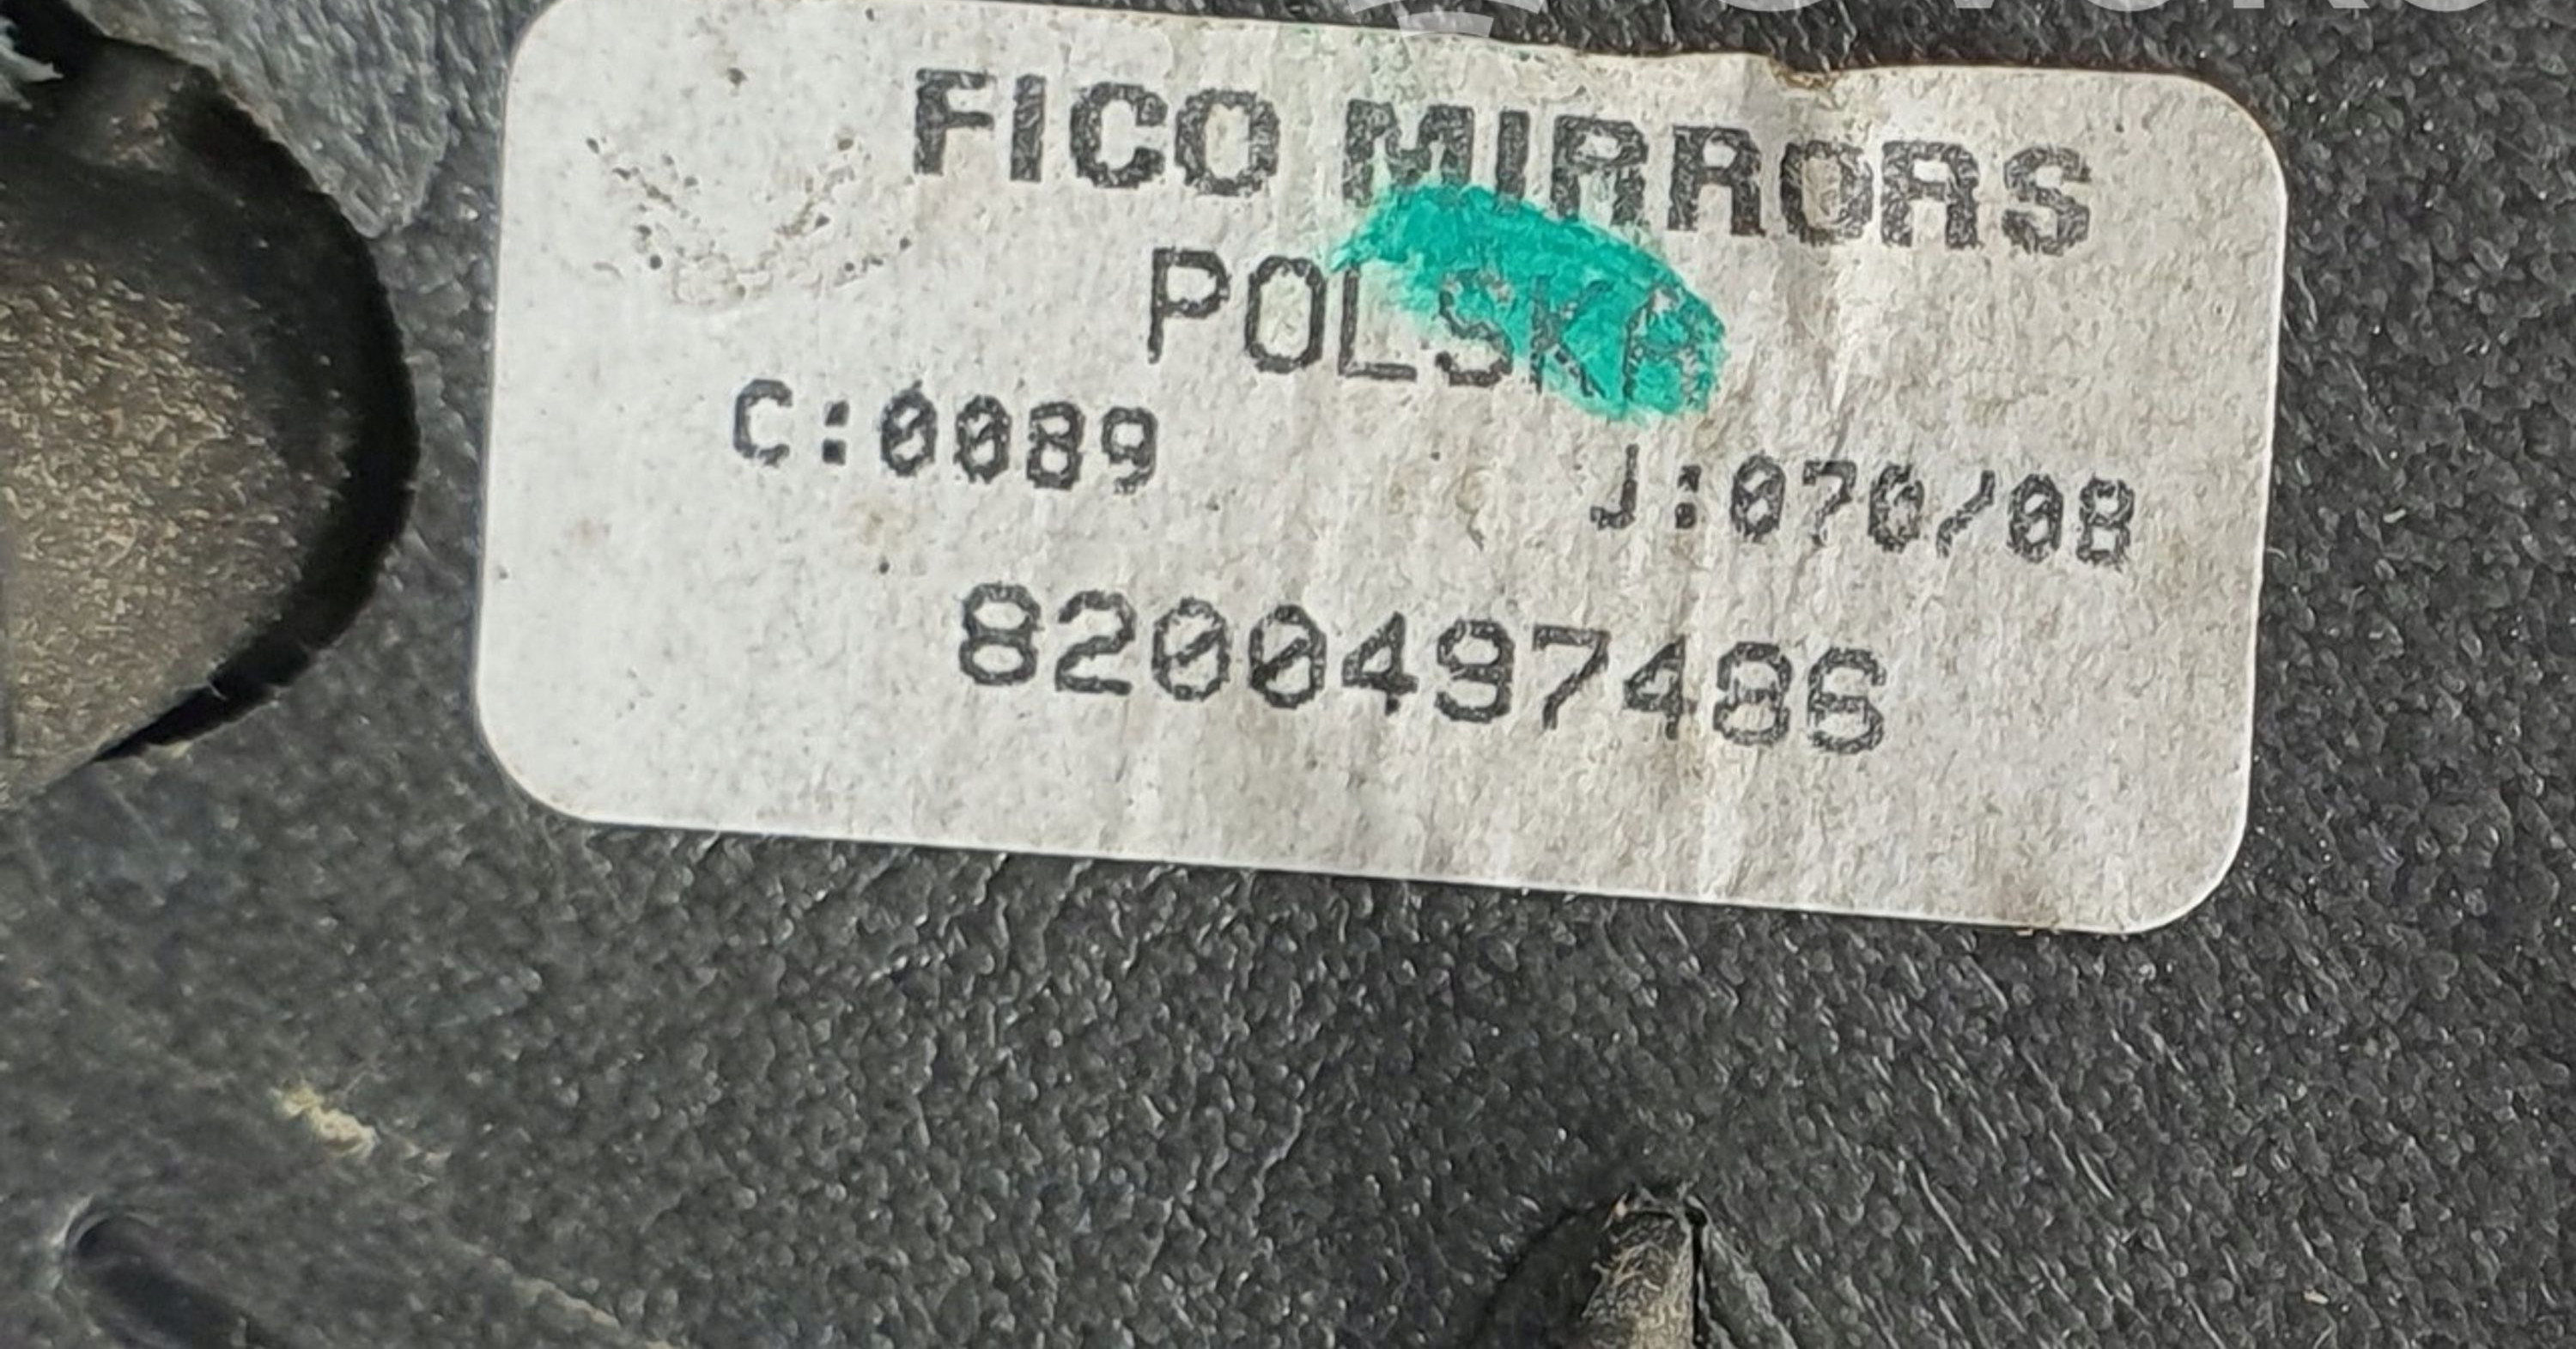 FICO MIRRORS
POLSKA
C:0089 J:070/08
8200497486